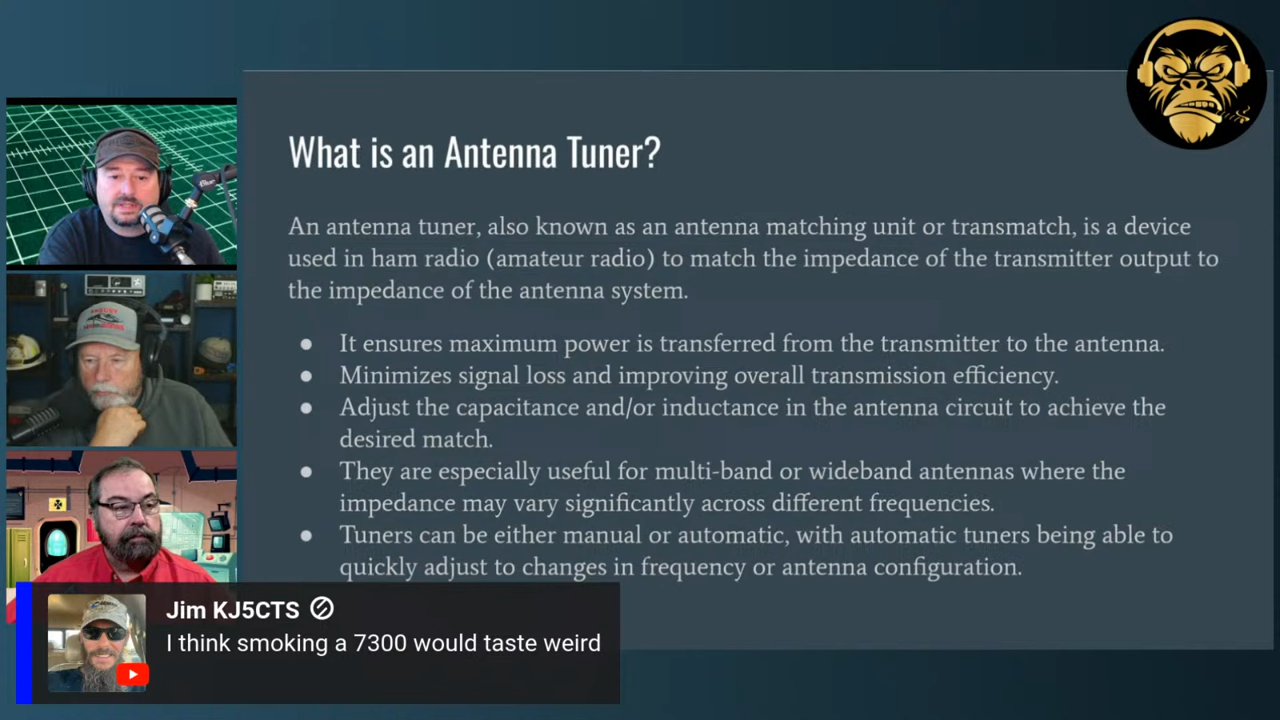 What is an Antenna Tuner?
An antenna tuner, also known as an antenna matching unit or transmatch, is a device
used in ham radio (amateur radio) to match the impedance of the transmitter output to
the impedance of the antenna system.
● It ensures maximum power is transferred from the transmitter to the antenna.
● Minimizes signal loss and improving overall transmission efficiency.
● Adjust the capacitance and/or inductance in the antenna circuit to achieve the
desired match.
● They are especially useful for multi-band or wideband antennas where the
impedance may vary significantly across different frequencies.
● Tuners can be either manual or automatic, with automatic tuners being able to
quickly adjust to changes in frequency or antenna configuration.
Jim KJ5CTS
I think smoking a 7300 would taste weird